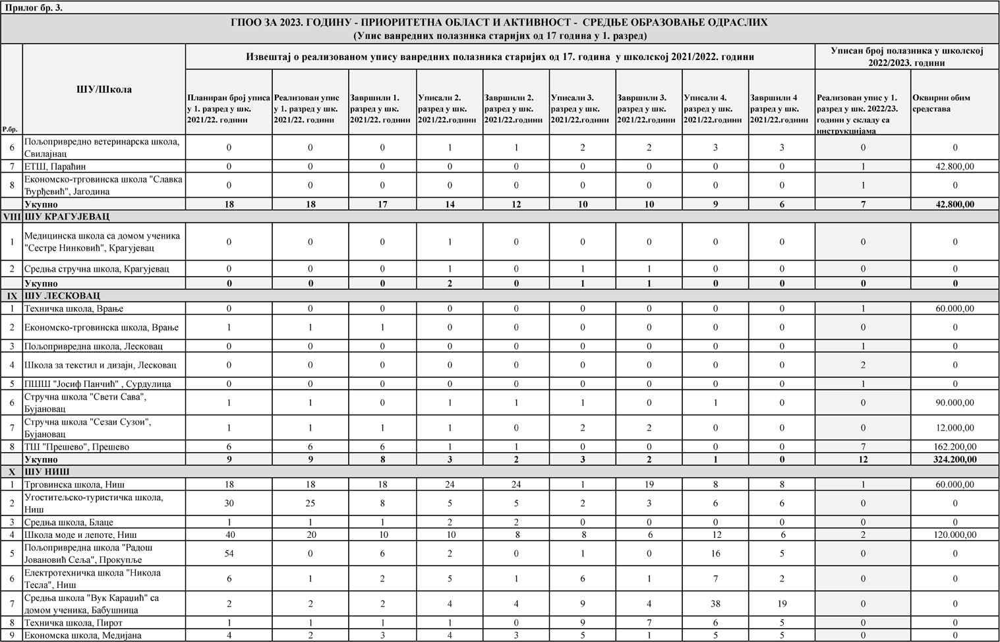 Прилог бр. 3.
ГПОО ЗА 2023. ГОДИНУ - ПРИОРИТЕТНА ОБЛАСТ И АКТИВНОСТ - СРЕДЊЕ ОБРАЗОВАЊЕ ОДРАСЛИХ
(Упис ванредних полазника старијих од 17 година у 1. разред)
Р.бр.
ШУ/Школа
Извештај о реализованом упису ванредних полазника старијих од 17. година у школској 2021/2022. години
Уписан број полазника у школској
2022/2023. години
Планиран број уписа
у 1. разред у шк.
2021/22. години
Реализован упис
у 1. разред у шк.
2021/22. години
Завршили 1.
разред у шк.
2021/22. години
Уписали 2.
разред у шк.
2021/22.години
Завршили 2.
разред у шк.
2021/22.години
Уписали 3.
разред у шк.
2021/22.години
Завршили 3.
разред у шк.
2021/22.години
Уписали 4.
разред у шк.
2021/22.години
Завршили 4
разред у шк.
2021/22.години
Реализован упис у 1.
разред у шк. 2022/23.
години у складу са
инструкцијама
Оквирни обим
средстава
6 Пољопривредно ветеринарска школа,
Свилајнац 0 0 0 1 1 2 2 3 3 0 0
7 ЕТШ, Параћин 0 0 0 0 0 0 0 0 0 1 42.800,00
8 Економско-трговинска школа "Славка
Ђурђевић", Јагодина 0 0 0 0 0 0 0 0 0 1 0
Укупно 18 18 17 14 12 10 10 9 6 7 42.800,00
VIII ШУ КРАГУЈЕВАЦ
1 Медицинска школа са домом ученика
"Сестре Нинковић", Крагујевац 0 0 0 1 0 0 0 0 0 0 0
2 Средња стручна школа, Крагујевац 0 0 0 1 0 1 1 0 0 0 0
Укупно 0 0 0 2 0 1 1 0 0 0 0
IX ШУ ЛЕСКОВАЦ
1 Техничка школа, Врање 0 0 0 0 0 0 0 0 0 1 60.000,00
2 Економско-трговинска школа, Врање 1 1 1 0 0 0 0 0 0 0 0
3 Пољопривредна школа, Лесковац 0 0 0 0 0 0 0 0 0 1 0
4 Школа за текстил и дизајн, Лесковац 0 0 0 0 0 0 0 0 0 2 0
5 ПШШ "Јосиф Панчић" , Сурдулица 0 0 0 0 0 0 0 0 0 1 0
6 Стручна школа "Свети Сава",
Бујановац 1 1 0 1 1 1 0 1 0 0 90.000,00
7 Стручна школа "Сезаи Сузои",
Бујановац 1 1 1 1 0 2 2 0 0 0 12.000,00
8 ТШ "Прешево", Прешево 6 6 6 1 1 0 0 0 0 7 162.200,00
Укупно 9 9 8 3 2 3 2 1 0 12 324.200,00
X ШУ НИШ
1 Трговинска школа, Ниш 18 18 18 24 24 1 19 8 8 1 60.000,00
2 Угоститељско-туристичка школа,
Ниш 30 25 8 5 5 2 3 6 6 0 0
3 Средња школа, Блаце 1 1 1 2 2 0 0 0 0 0 0
4 Школа моде и лепоте, Ниш 40 20 10 10 8 8 6 12 6 2 120.000,00
5 Пољопривредна школа "Радош
Јовановић Сеља", Прокупље 54 0 6 2 0 1 0 16 5 0 0
6 Електротехничка школа "Никола
Тесла", Ниш 6 1 2 5 1 6 1 7 2 0 0
7 Средња школа "Вук Караџић" са
домом ученика, Бабушница 2 2 2 4 4 9 4 38 19 0 0
8 Техничка школа, Пирот 1 1 1 1 0 9 7 6 5 0 0
9 Економска школа, Медијана 4 2 3 4 3 5 1 5 5 0 0